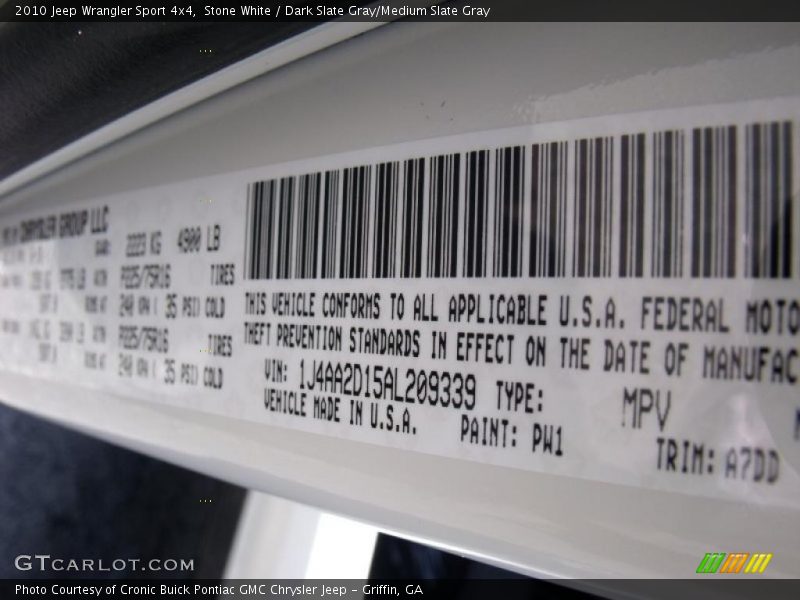 2010 Jeep Wrangler Sport 4x4, Stone White / Dark Slate Gray/Medium Slate Gray
CHRYSLER GROUP LLC
2223 KG 4900 LB
P225/75R16 TIRES
240 KPA ( 35 PSI) COLD
P225/75R16 TIRES
240 KPA ( 35 PSI) COLD
THIS VEHICLE CONFORMS TO ALL APPLICABLE U.S.A. FEDERAL MOTO
THEFT PREVENTION STANDARDS IN EFFECT ON THE DATE OF MANUFAC
VIN: 1J4AA2D15AL209339 TYPE: MPV
VEHICLE MADE IN U.S.A. PAINT: PW1
TRIM: A7DD
GTCARLOT.COM
Photo Courtesy of Cronic Buick Pontiac GMC Chrysler Jeep – Griffin, GA